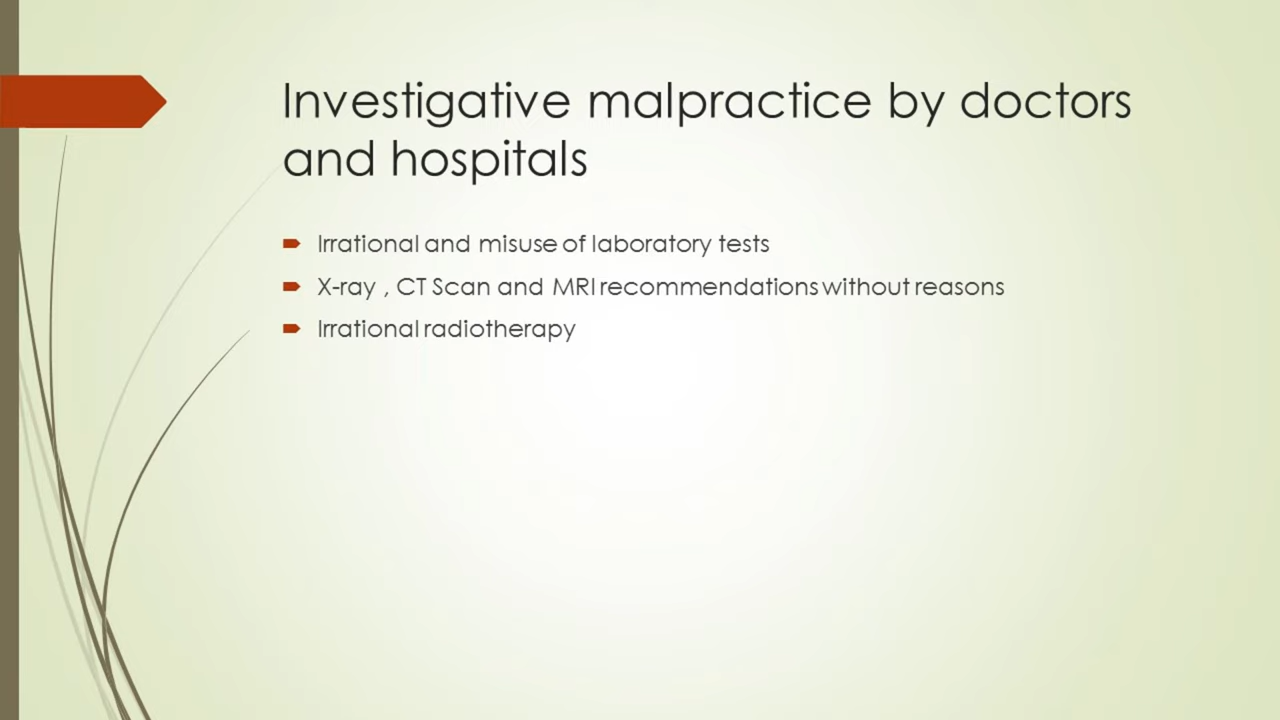 Investigative malpractice by doctors
and hospitals
Irrational and misuse of laboratory tests
X-ray , CT Scan and MRI recommendations without reasons
Irrational radiotherapy